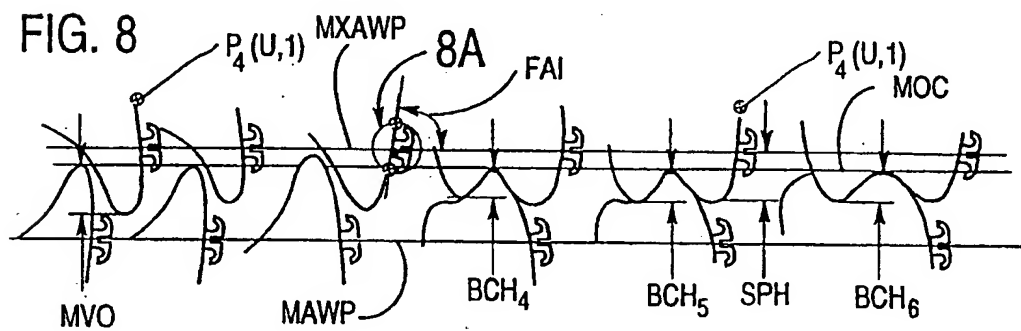 FIG. 8
P₄(U,1)
MXAWP
8A
FAI
P₄(U,1)
MOC
MVO
MAWP
BCH₄
BCH₅
SPH
BCH₆